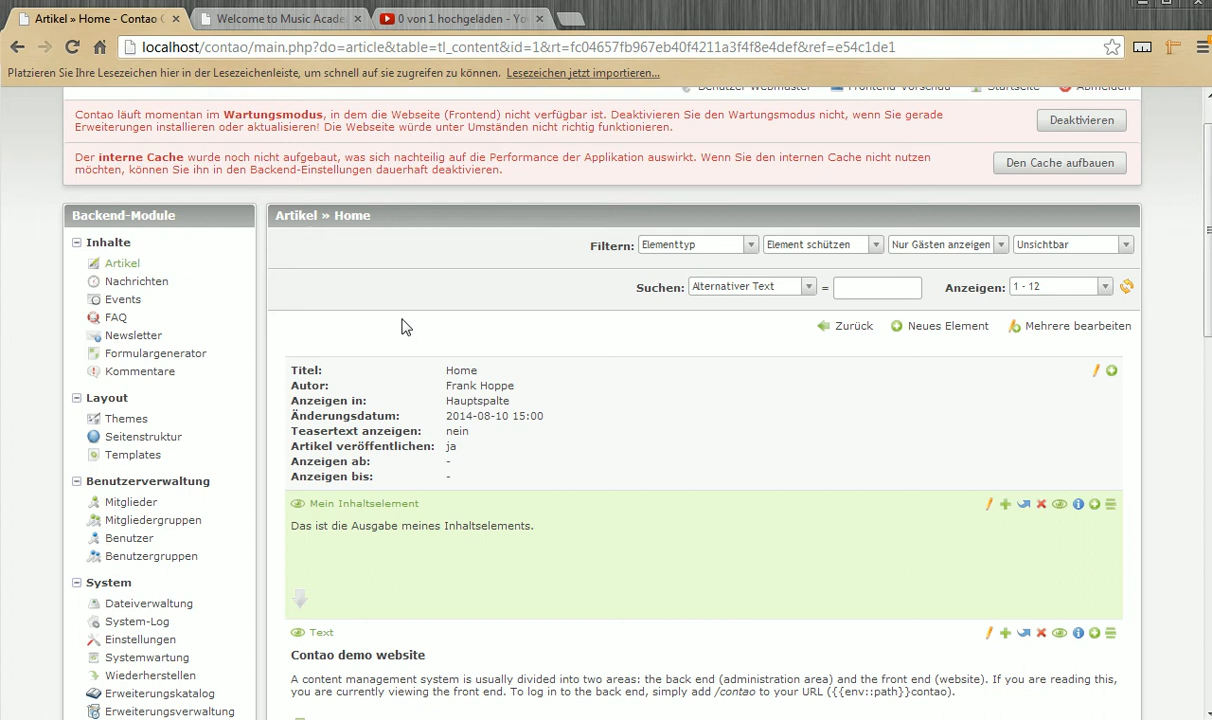 Artikel » Home - Contao
Welcome to Music Acade
0 von 1 hochgeladen - Yo
localhost/contao/main.php?do=article&table=tl_content&id=1&rt=fc04657fb967eb40f4211a3f4f8e4def&ref=e54c1de1
Platzieren Sie Ihre Lesezeichen hier in der Lesezeichenleiste, um schnell auf sie zugreifen zu können. Lesezeichen jetzt importieren...
Benutzer Webmaster Frontend-Vorschau Startseite Abmelden
Contao läuft momentan im Wartungsmodus, in dem die Webseite (Frontend) nicht verfügbar ist. Deaktivieren Sie den Wartungsmodus nicht, wenn Sie gerade
Erweiterungen installieren oder aktualisieren! Die Webseite würde unter Umständen nicht richtig funktionieren.
Deaktivieren
Der interne Cache wurde noch nicht aufgebaut, was sich nachteilig auf die Performance der Applikation auswirkt. Wenn Sie den internen Cache nicht nutzen
möchten, können Sie ihn in den Backend-Einstellungen dauerhaft deaktivieren.
Den Cache aufbauen
Backend-Module
Inhalte
Artikel
Nachrichten
Events
FAQ
Newsletter
Formulargenerator
Kommentare
Layout
Themes
Seitenstruktur
Templates
Benutzerverwaltung
Mitglieder
Mitgliedergruppen
Benutzer
Benutzergruppen
System
Dateiverwaltung
System-Log
Einstellungen
Systemwartung
Wiederherstellen
Erweiterungskatalog
Erweiterungsverwaltung
Artikel » Home
Filtern: Elementtyp Element schützen Nur Gästen anzeigen Unsichtbar
Suchen: Alternativer Text = Anzeigen: 1 - 12
Zurück Neues Element Mehrere bearbeiten
Titel: Home
Autor: Frank Hoppe
Anzeigen in: Hauptspalte
Änderungsdatum: 2014-08-10 15:00
Teasertext anzeigen: nein
Artikel veröffentlichen: ja
Anzeigen ab: -
Anzeigen bis: -
Mein Inhaltselement
Das ist die Ausgabe meines Inhaltselements.
Text
Contao demo website
A content management system is usually divided into two areas: the back end (administration area) and the front end (website). If you are reading this,
you are currently viewing the front end. To log in to the back end, simply add /contao to your URL ({{env::path}}contao).